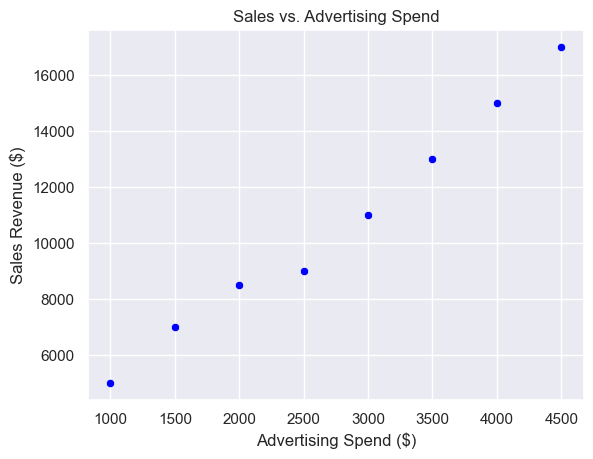 Sales vs. Advertising Spend
Sales Revenue ($)
16000
14000
12000
10000
8000
6000
1000 1500 2000 2500 3000 3500 4000 4500
Advertising Spend ($)